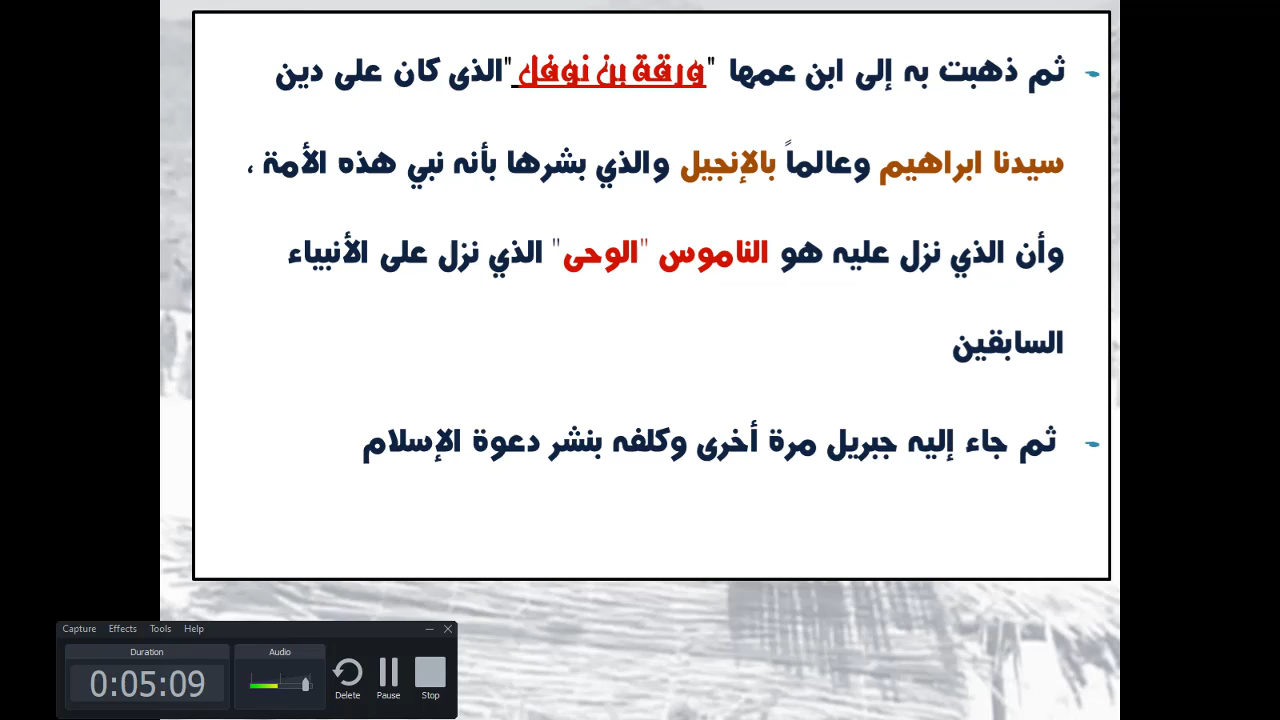 - ثم ذهبت به إلى ابن عمها "ورقة بن نوفل "الذى كان على دين
سيدنا ابراهيم وعالماً بالإنجيل والذي بشرها بأنه نبي هذه الأمة ،
وأن الذي نزل عليه هو الناموس "الوحى" الذي نزل على الأنبياء
السابقين
- ثم جاء إليه جبريل مرة أخرى وكلفه بنشر دعوة الإسلام
Capture Effects Tools Help
Duration Audio
0:05:09
Delete Pause Stop